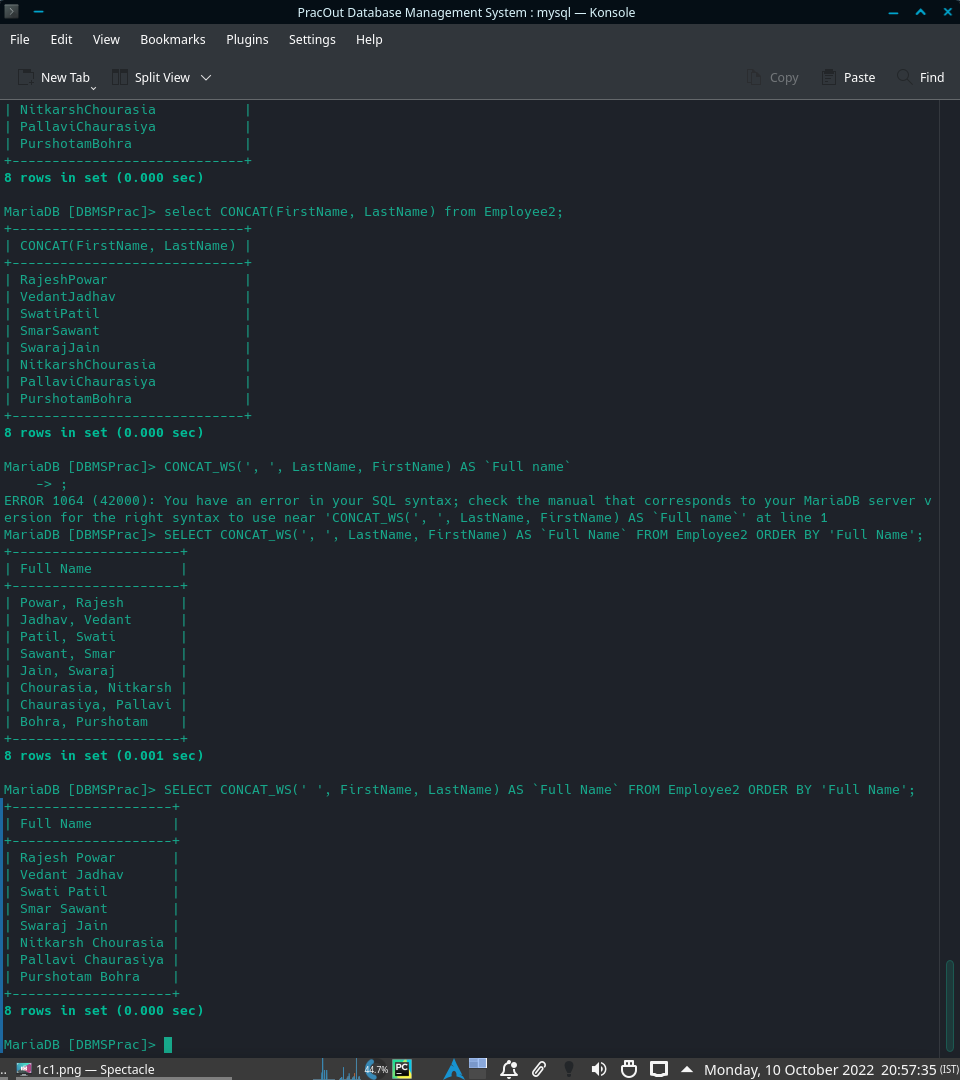 PracOut Database Management System : mysql — Konsole
File Edit View Bookmarks Plugins Settings Help
New Tab Split View Copy Paste Find
| NitkarshChourasia           |
| PallaviChaurasiya           |
| PurshotamBohra              |
+-----------------------------+
8 rows in set (0.000 sec)
MariaDB [DBMSPrac]> select CONCAT(FirstName, LastName) from Employee2;
+-----------------------------+
| CONCAT(FirstName, LastName) |
+-----------------------------+
| RajeshPowar                 |
| VedantJadhav                |
| SwatiPatil                  |
| SmarSawant                  |
| SwarajJain                  |
| NitkarshChourasia           |
| PallaviChaurasiya           |
| PurshotamBohra              |
+-----------------------------+
8 rows in set (0.000 sec)
MariaDB [DBMSPrac]> CONCAT_WS(', ', LastName, FirstName) AS `Full name`
    -> ;
ERROR 1064 (42000): You have an error in your SQL syntax; check the manual that corresponds to your MariaDB server v
ersion for the right syntax to use near 'CONCAT_WS(', ', LastName, FirstName) AS `Full name`' at line 1
MariaDB [DBMSPrac]> SELECT CONCAT_WS(', ', LastName, FirstName) AS `Full Name` FROM Employee2 ORDER BY 'Full Name';
+---------------------+
| Full Name           |
+---------------------+
| Powar, Rajesh       |
| Jadhav, Vedant      |
| Patil, Swati        |
| Sawant, Smar        |
| Jain, Swaraj        |
| Chourasia, Nitkarsh |
| Chaurasiya, Pallavi |
| Bohra, Purshotam    |
+---------------------+
8 rows in set (0.001 sec)
MariaDB [DBMSPrac]> SELECT CONCAT_WS(' ', FirstName, LastName) AS `Full Name` FROM Employee2 ORDER BY 'Full Name';
+--------------------+
| Full Name          |
+--------------------+
| Rajesh Powar       |
| Vedant Jadhav      |
| Swati Patil        |
| Smar Sawant        |
| Swaraj Jain        |
| Nitkarsh Chourasia |
| Pallavi Chaurasiya |
| Purshotam Bohra    |
+--------------------+
8 rows in set (0.000 sec)
MariaDB [DBMSPrac]>
.. 1c1.png — Spectacle 44.7% PC Monday, 10 October 2022 20:57:35 (IST)